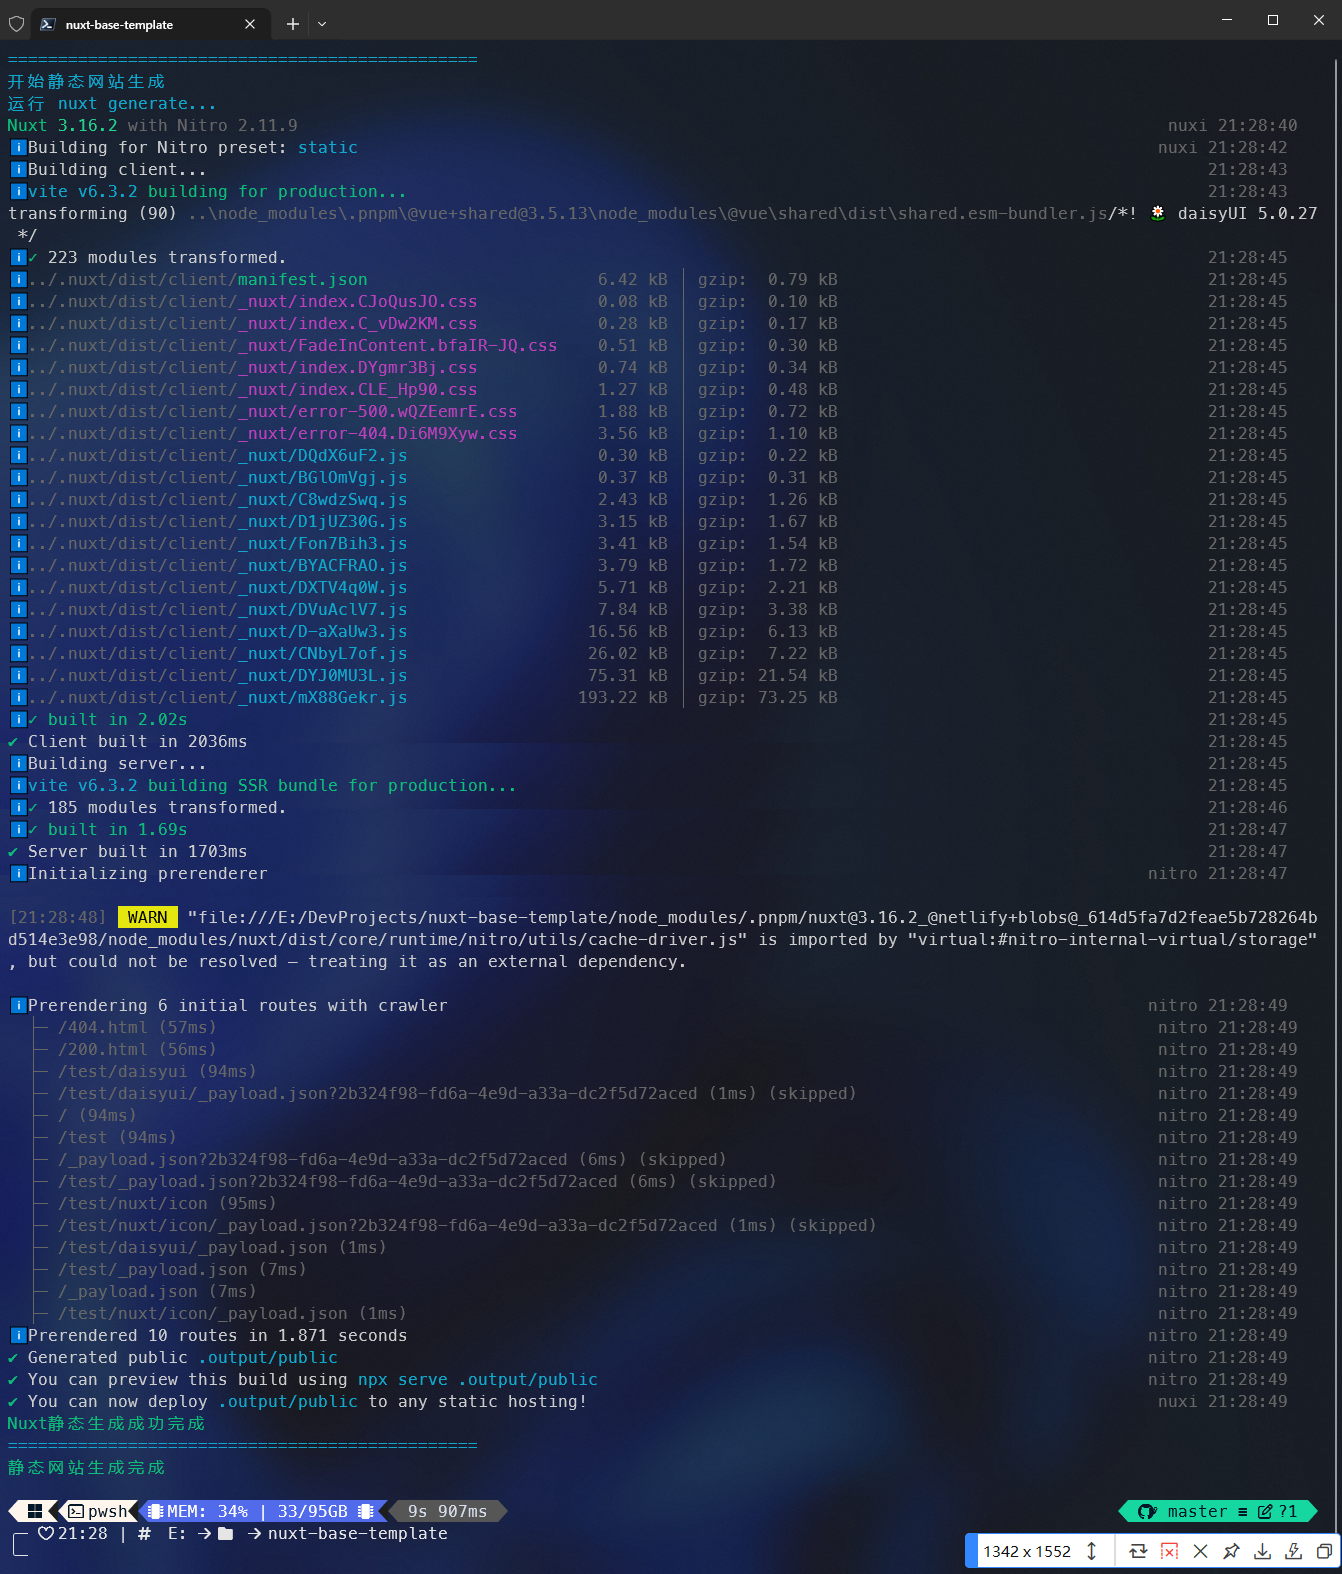 nuxt-base-template
===============================================
开始静态网站生成
运行 nuxt generate...
Nuxt 3.16.2 with Nitro 2.11.9 nuxi 21:28:40
i Building for Nitro preset: static nuxi 21:28:42
i Building client... 21:28:43
i vite v6.3.2 building for production... 21:28:43
transforming (90) ..\node_modules\.pnpm\@vue+shared@3.5.13\node_modules\@vue\shared\dist\shared.esm-bundler.js/*! 🌼 daisyUI 5.0.27
*/
i ✓ 223 modules transformed. 21:28:45
i ../.nuxt/dist/client/manifest.json 6.42 kB │ gzip: 0.79 kB 21:28:45
i ../.nuxt/dist/client/_nuxt/index.CJoQusJO.css 0.08 kB │ gzip: 0.10 kB 21:28:45
i ../.nuxt/dist/client/_nuxt/index.C_vDw2KM.css 0.28 kB │ gzip: 0.17 kB 21:28:45
i ../.nuxt/dist/client/_nuxt/FadeInContent.bfaIR-JQ.css 0.51 kB │ gzip: 0.30 kB 21:28:45
i ../.nuxt/dist/client/_nuxt/index.DYgmr3Bj.css 0.74 kB │ gzip: 0.34 kB 21:28:45
i ../.nuxt/dist/client/_nuxt/index.CLE_Hp90.css 1.27 kB │ gzip: 0.48 kB 21:28:45
i ../.nuxt/dist/client/_nuxt/error-500.wQZEemrE.css 1.88 kB │ gzip: 0.72 kB 21:28:45
i ../.nuxt/dist/client/_nuxt/error-404.Di6M9Xyw.css 3.56 kB │ gzip: 1.10 kB 21:28:45
i ../.nuxt/dist/client/_nuxt/DQdX6uF2.js 0.30 kB │ gzip: 0.22 kB 21:28:45
i ../.nuxt/dist/client/_nuxt/BGlOmVgj.js 0.37 kB │ gzip: 0.31 kB 21:28:45
i ../.nuxt/dist/client/_nuxt/C8wdzSwq.js 2.43 kB │ gzip: 1.26 kB 21:28:45
i ../.nuxt/dist/client/_nuxt/D1jUZ30G.js 3.15 kB │ gzip: 1.67 kB 21:28:45
i ../.nuxt/dist/client/_nuxt/Fon7Bih3.js 3.41 kB │ gzip: 1.54 kB 21:28:45
i ../.nuxt/dist/client/_nuxt/BYACFRAO.js 3.79 kB │ gzip: 1.72 kB 21:28:45
i ../.nuxt/dist/client/_nuxt/DXTV4q0W.js 5.71 kB │ gzip: 2.21 kB 21:28:45
i ../.nuxt/dist/client/_nuxt/DVuAclV7.js 7.84 kB │ gzip: 3.38 kB 21:28:45
i ../.nuxt/dist/client/_nuxt/D-aXaUw3.js 16.56 kB │ gzip: 6.13 kB 21:28:45
i ../.nuxt/dist/client/_nuxt/CNbyL7of.js 26.02 kB │ gzip: 7.22 kB 21:28:45
i ../.nuxt/dist/client/_nuxt/DYJ0MU3L.js 75.31 kB │ gzip: 21.54 kB 21:28:45
i ../.nuxt/dist/client/_nuxt/mX88Gekr.js 193.22 kB │ gzip: 73.25 kB 21:28:45
i ✓ built in 2.02s 21:28:45
✔ Client built in 2036ms 21:28:45
i Building server... 21:28:45
i vite v6.3.2 building SSR bundle for production... 21:28:45
i ✓ 185 modules transformed. 21:28:46
i ✓ built in 1.69s 21:28:47
✔ Server built in 1703ms 21:28:47
i Initializing prerenderer nitro 21:28:47
[21:28:48] WARN "file:///E:/DevProjects/nuxt-base-template/node_modules/.pnpm/nuxt@3.16.2_@netlify+blobs@_614d5fa7d2feae5b728264b
d514e3e98/node_modules/nuxt/dist/core/runtime/nitro/utils/cache-driver.js" is imported by "virtual:#nitro-internal-virtual/storage"
, but could not be resolved – treating it as an external dependency.
i Prerendering 6 initial routes with crawler nitro 21:28:49
├─ /404.html (57ms) nitro 21:28:49
├─ /200.html (56ms) nitro 21:28:49
├─ /test/daisyui (94ms) nitro 21:28:49
├─ /test/daisyui/_payload.json?2b324f98-fd6a-4e9d-a33a-dc2f5d72aced (1ms) (skipped) nitro 21:28:49
├─ / (94ms) nitro 21:28:49
├─ /test (94ms) nitro 21:28:49
├─ /_payload.json?2b324f98-fd6a-4e9d-a33a-dc2f5d72aced (6ms) (skipped) nitro 21:28:49
├─ /test/_payload.json?2b324f98-fd6a-4e9d-a33a-dc2f5d72aced (6ms) (skipped) nitro 21:28:49
├─ /test/nuxt/icon (95ms) nitro 21:28:49
├─ /test/nuxt/icon/_payload.json?2b324f98-fd6a-4e9d-a33a-dc2f5d72aced (1ms) (skipped) nitro 21:28:49
├─ /test/daisyui/_payload.json (1ms) nitro 21:28:49
├─ /test/_payload.json (7ms) nitro 21:28:49
├─ /_payload.json (7ms) nitro 21:28:49
├─ /test/nuxt/icon/_payload.json (1ms) nitro 21:28:49
i Prerendered 10 routes in 1.871 seconds nitro 21:28:49
✔ Generated public .output/public nitro 21:28:49
✔ You can preview this build using npx serve .output/public nitro 21:28:49
✔ You can now deploy .output/public to any static hosting! nuxi 21:28:49
Nuxt静态生成成功完成
===============================================
静态网站生成完成
pwsh MEM: 34% | 33/95GB 9s 907ms master ≡ ?1
21:28 | # E: → → nuxt-base-template
1342 x 1552